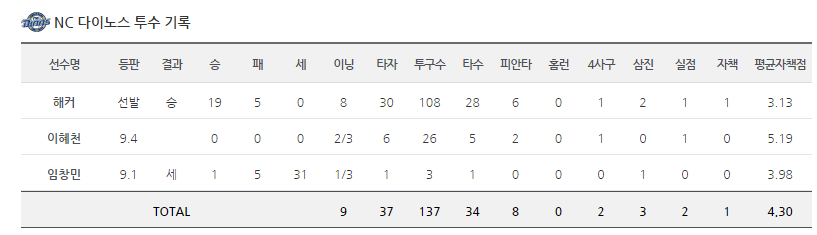 NC 다이노스 투수 기록
선수명 등판 결과 승 패 세 이닝 타자 투구수 타수 피안타 홈런 4사구 삼진 실점 자책 평균자책점
해커 선발 승 19 5 0 8 30 108 28 6 0 1 2 1 1 3.13
이혜천 9.4 0 0 0 2/3 6 26 5 2 0 1 0 1 0 5.19
임창민 9.1 세 1 5 31 1/3 1 3 1 0 0 0 1 0 0 3.98
TOTAL 9 37 137 34 8 0 2 3 2 1 4.30